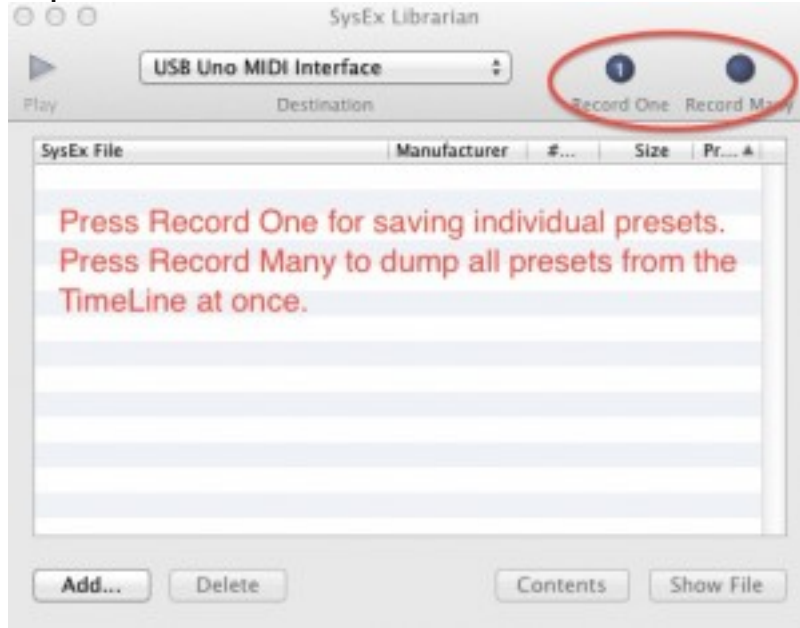 SysEx Librarian
USB Uno MIDI Interface
Play Destination Record One Record Many
SysEx File Manufacturer #... Size Pr...
Press Record One for saving individual presets.
Press Record Many to dump all presets from the
TimeLine at once.
Add... Delete Contents Show File